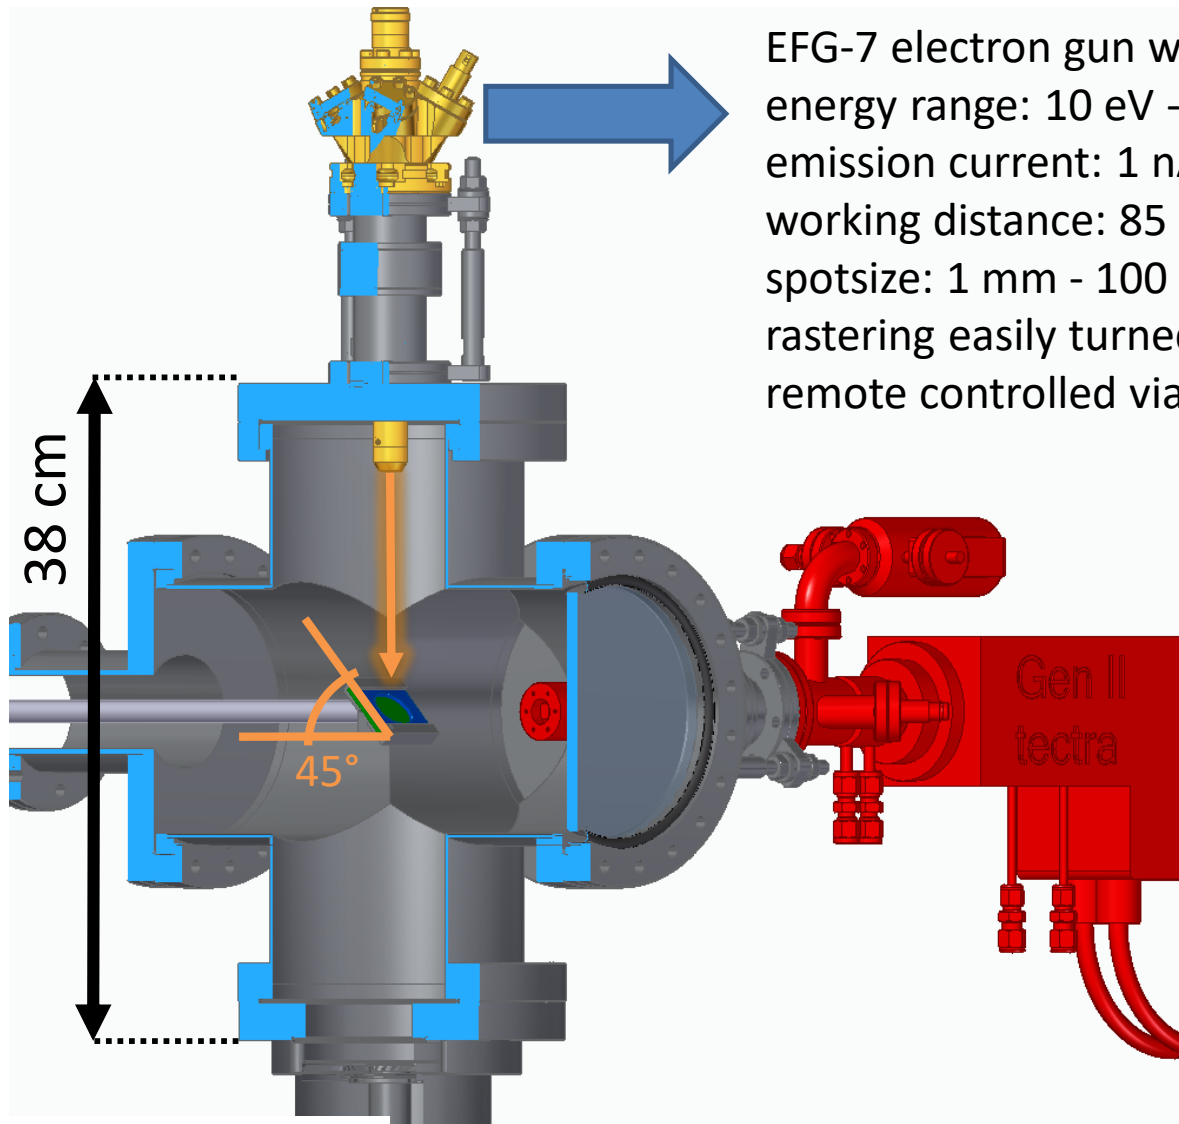 EFG-7 electron gun w
energy range: 10 eV -
emission current: 1 n
working distance: 85
spotsize: 1 mm - 100
rastering easily turned
remote controlled via
38 cm
45°
Gen II
tectra